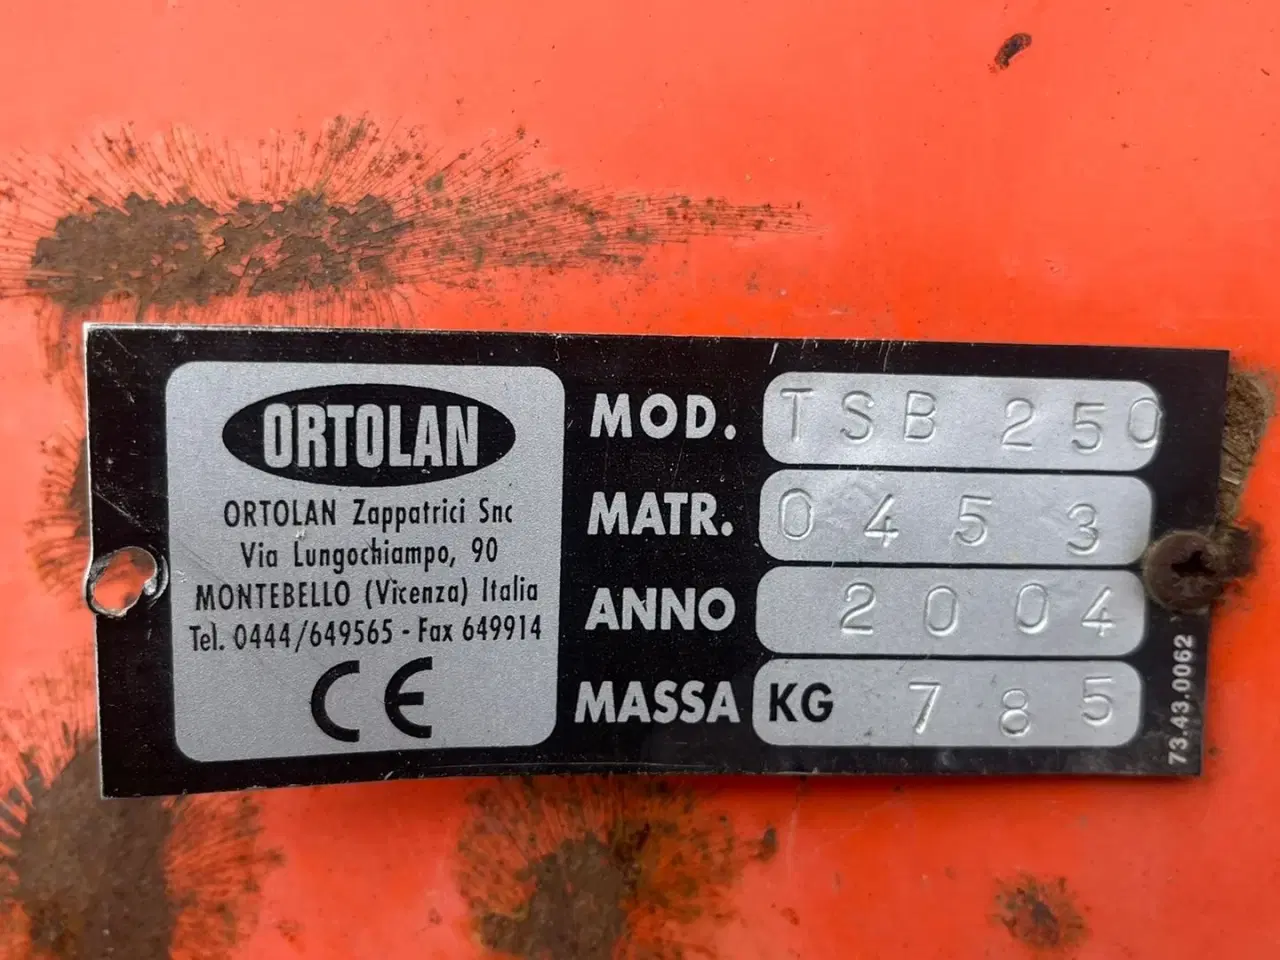 ORTOLAN
ORTOLAN Zappatrici Snc
Via Lungochiampo, 90
MONTEBELLO (Vicenza) Italia
Tel. 0444/649565 - Fax 649914
CE
MOD. TSB 250
MATR. 0453
ANNO 2004
MASSA KG 785
73.43.0062